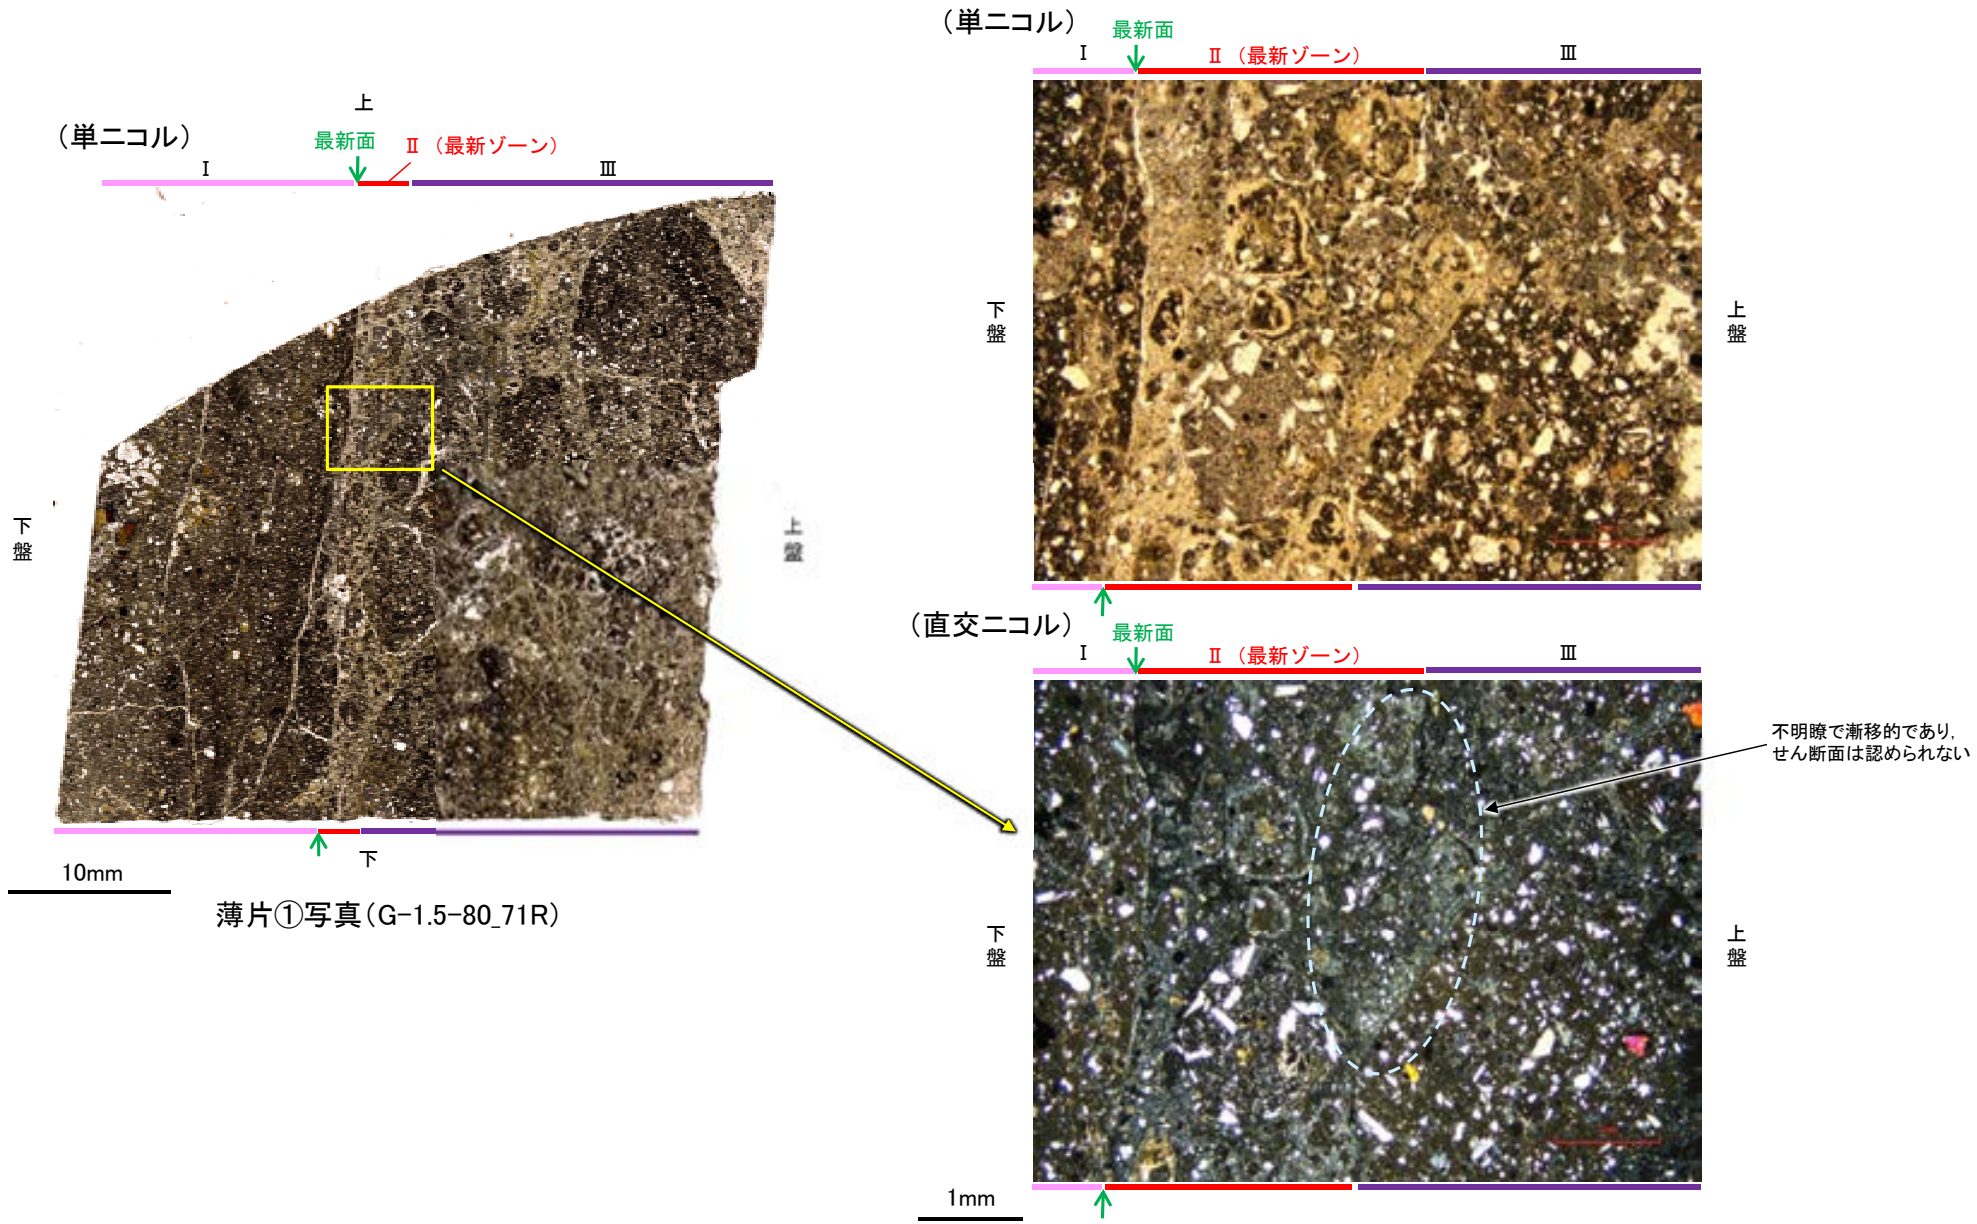 (単ニコル)
上
最新面
Ⅱ (最新ゾーン)
Ⅰ
Ⅲ
下盤
上盤
下
10mm
薄片①写真(G-1.5-80_71R)
(単ニコル)
最新面
Ⅰ
Ⅱ (最新ゾーン)
Ⅲ
下盤
上盤
(直交ニコル)
最新面
Ⅰ
Ⅱ (最新ゾーン)
Ⅲ
不明瞭で漸移的であり,
せん断面は認められない
下盤
上盤
1mm